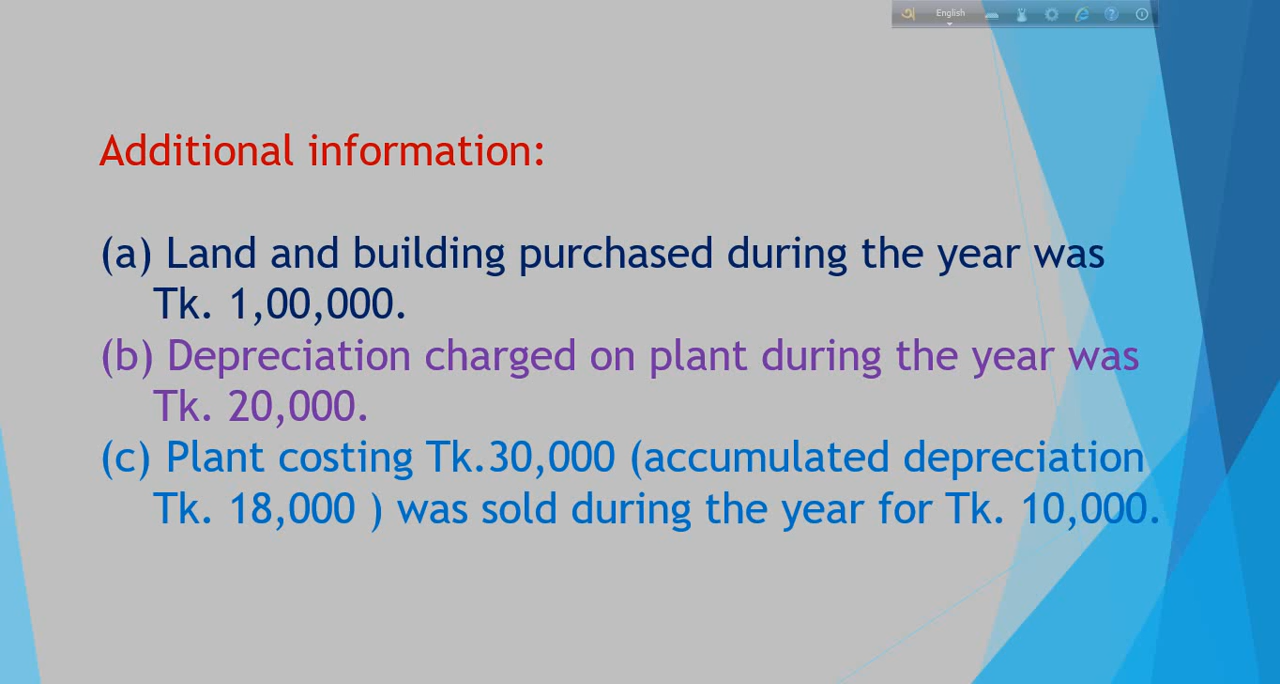 English
Additional information:
(a) Land and building purchased during the year was
Tk. 1,00,000.
(b) Depreciation charged on plant during the year was
Tk. 20,000.
(c) Plant costing Tk.30,000 (accumulated depreciation
Tk. 18,000 ) was sold during the year for Tk. 10,000.